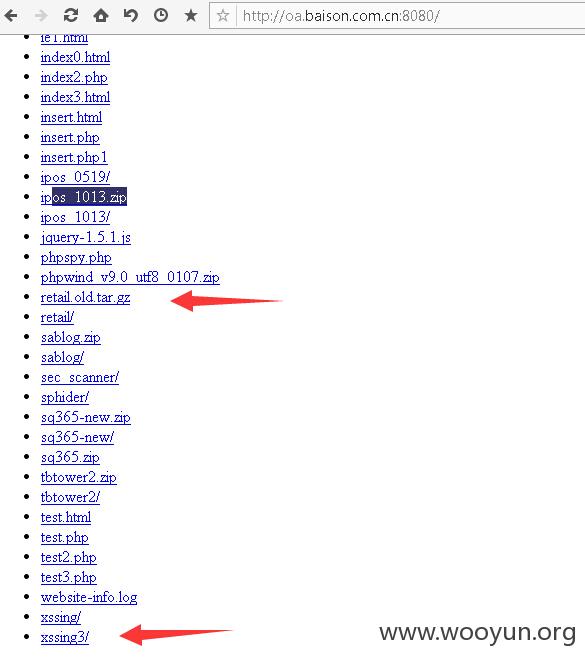 http://oa.baison.com.cn:8080/
ie1.html
index0.html
index2.php
index3.html
insert.html
insert.php
insert.php1
ipos_0519/
ipos_1013.zip
ipos_1013/
jquery-1.5.1.js
phpspy.php
phpwind_v9.0_utf8_0107.zip
retail.old.tar.gz
retail/
sablog.zip
sablog/
sec_scanner/
sphider/
sq365-new.zip
sq365-new/
sq365.zip
tbtower2.zip
tbtower2/
test.html
test.php
test2.php
test3.php
website-info.log
xssing/
xssing3/
www.wooyun.org